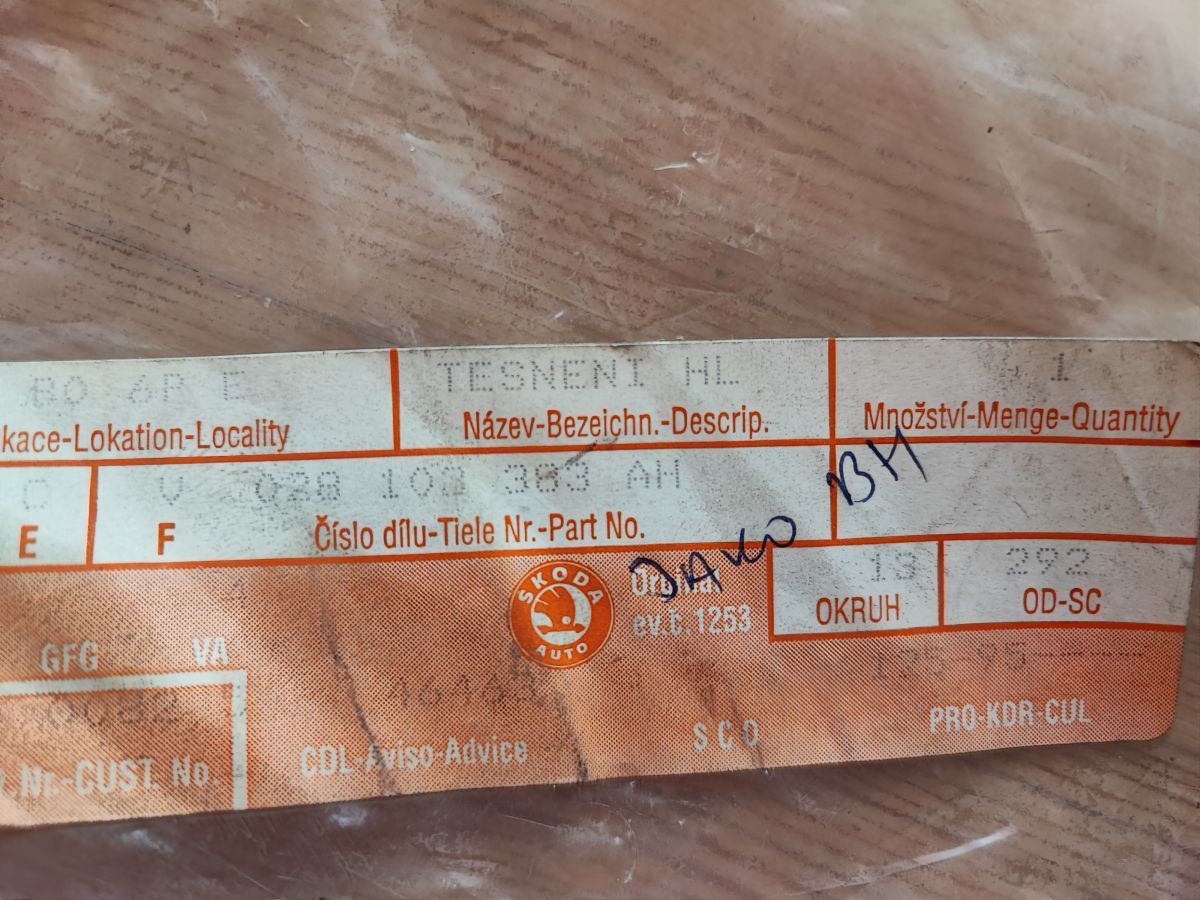 80 6R E TESNENI HL 1
kace-Lokation-Locality Název-Bezeichn.-Descrip. Množství-Menge-Quantity
C V 028 103 383 AH
E F Číslo dílu-Tiele Nr.-Part No.
DAKO BH
ŠKODA AUTO
ev.č.1253
13 292
OKRUH OD-SC
GFG VA
CDL-Aviso-Advice SCO PRO-KDR-CUL
Nr.-CUST. No.